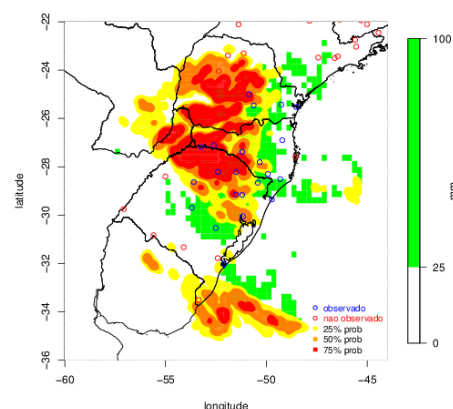 −22
−24
−26
−28
−30
−32
−34
−36
latitude
−60
−55
−50
−45
longitude
observado
nao observado
25% prob
50% prob
75% prob
100
25
0
mm